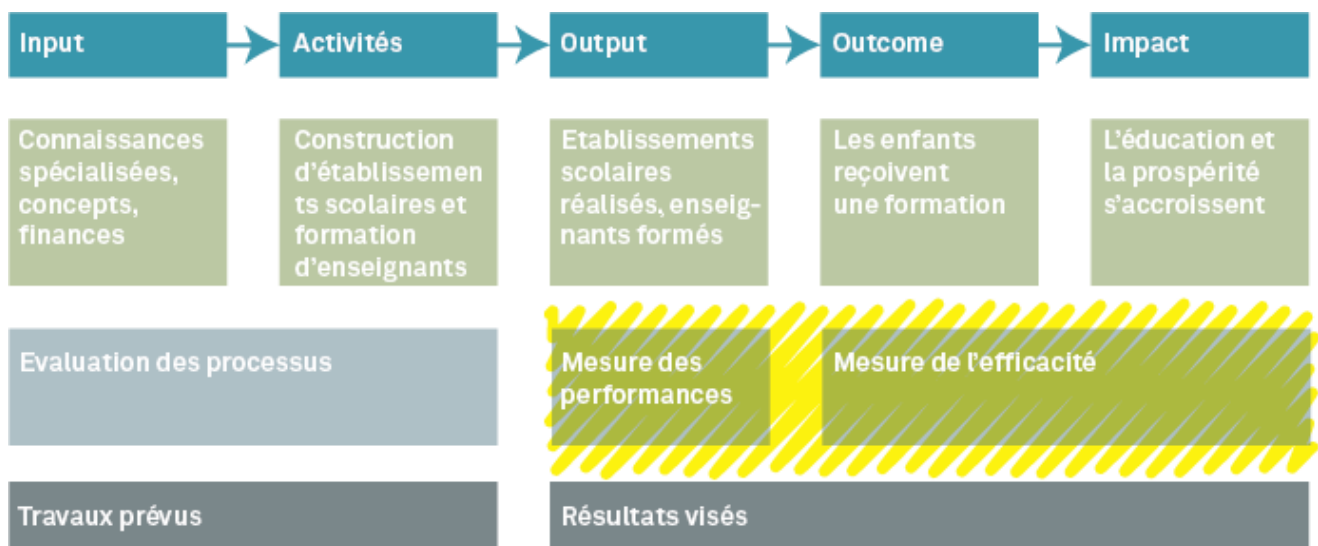 Input
Activités
Output
Outcome
Impact
Connaissances
spécialisées,
concepts,
finances
Construction
d'établissemen
ts scolaires et
formation
d'enseignants
Etablissements
scolaires
réalisés, enseig-
nants formés
Les enfants
reçoivent
une formation
L'éducation et
la prospérité
s'accroissent
Evaluation des processus
Mesure des
performances
Mesure de l'efficacité
Travaux prévus
Résultats visés